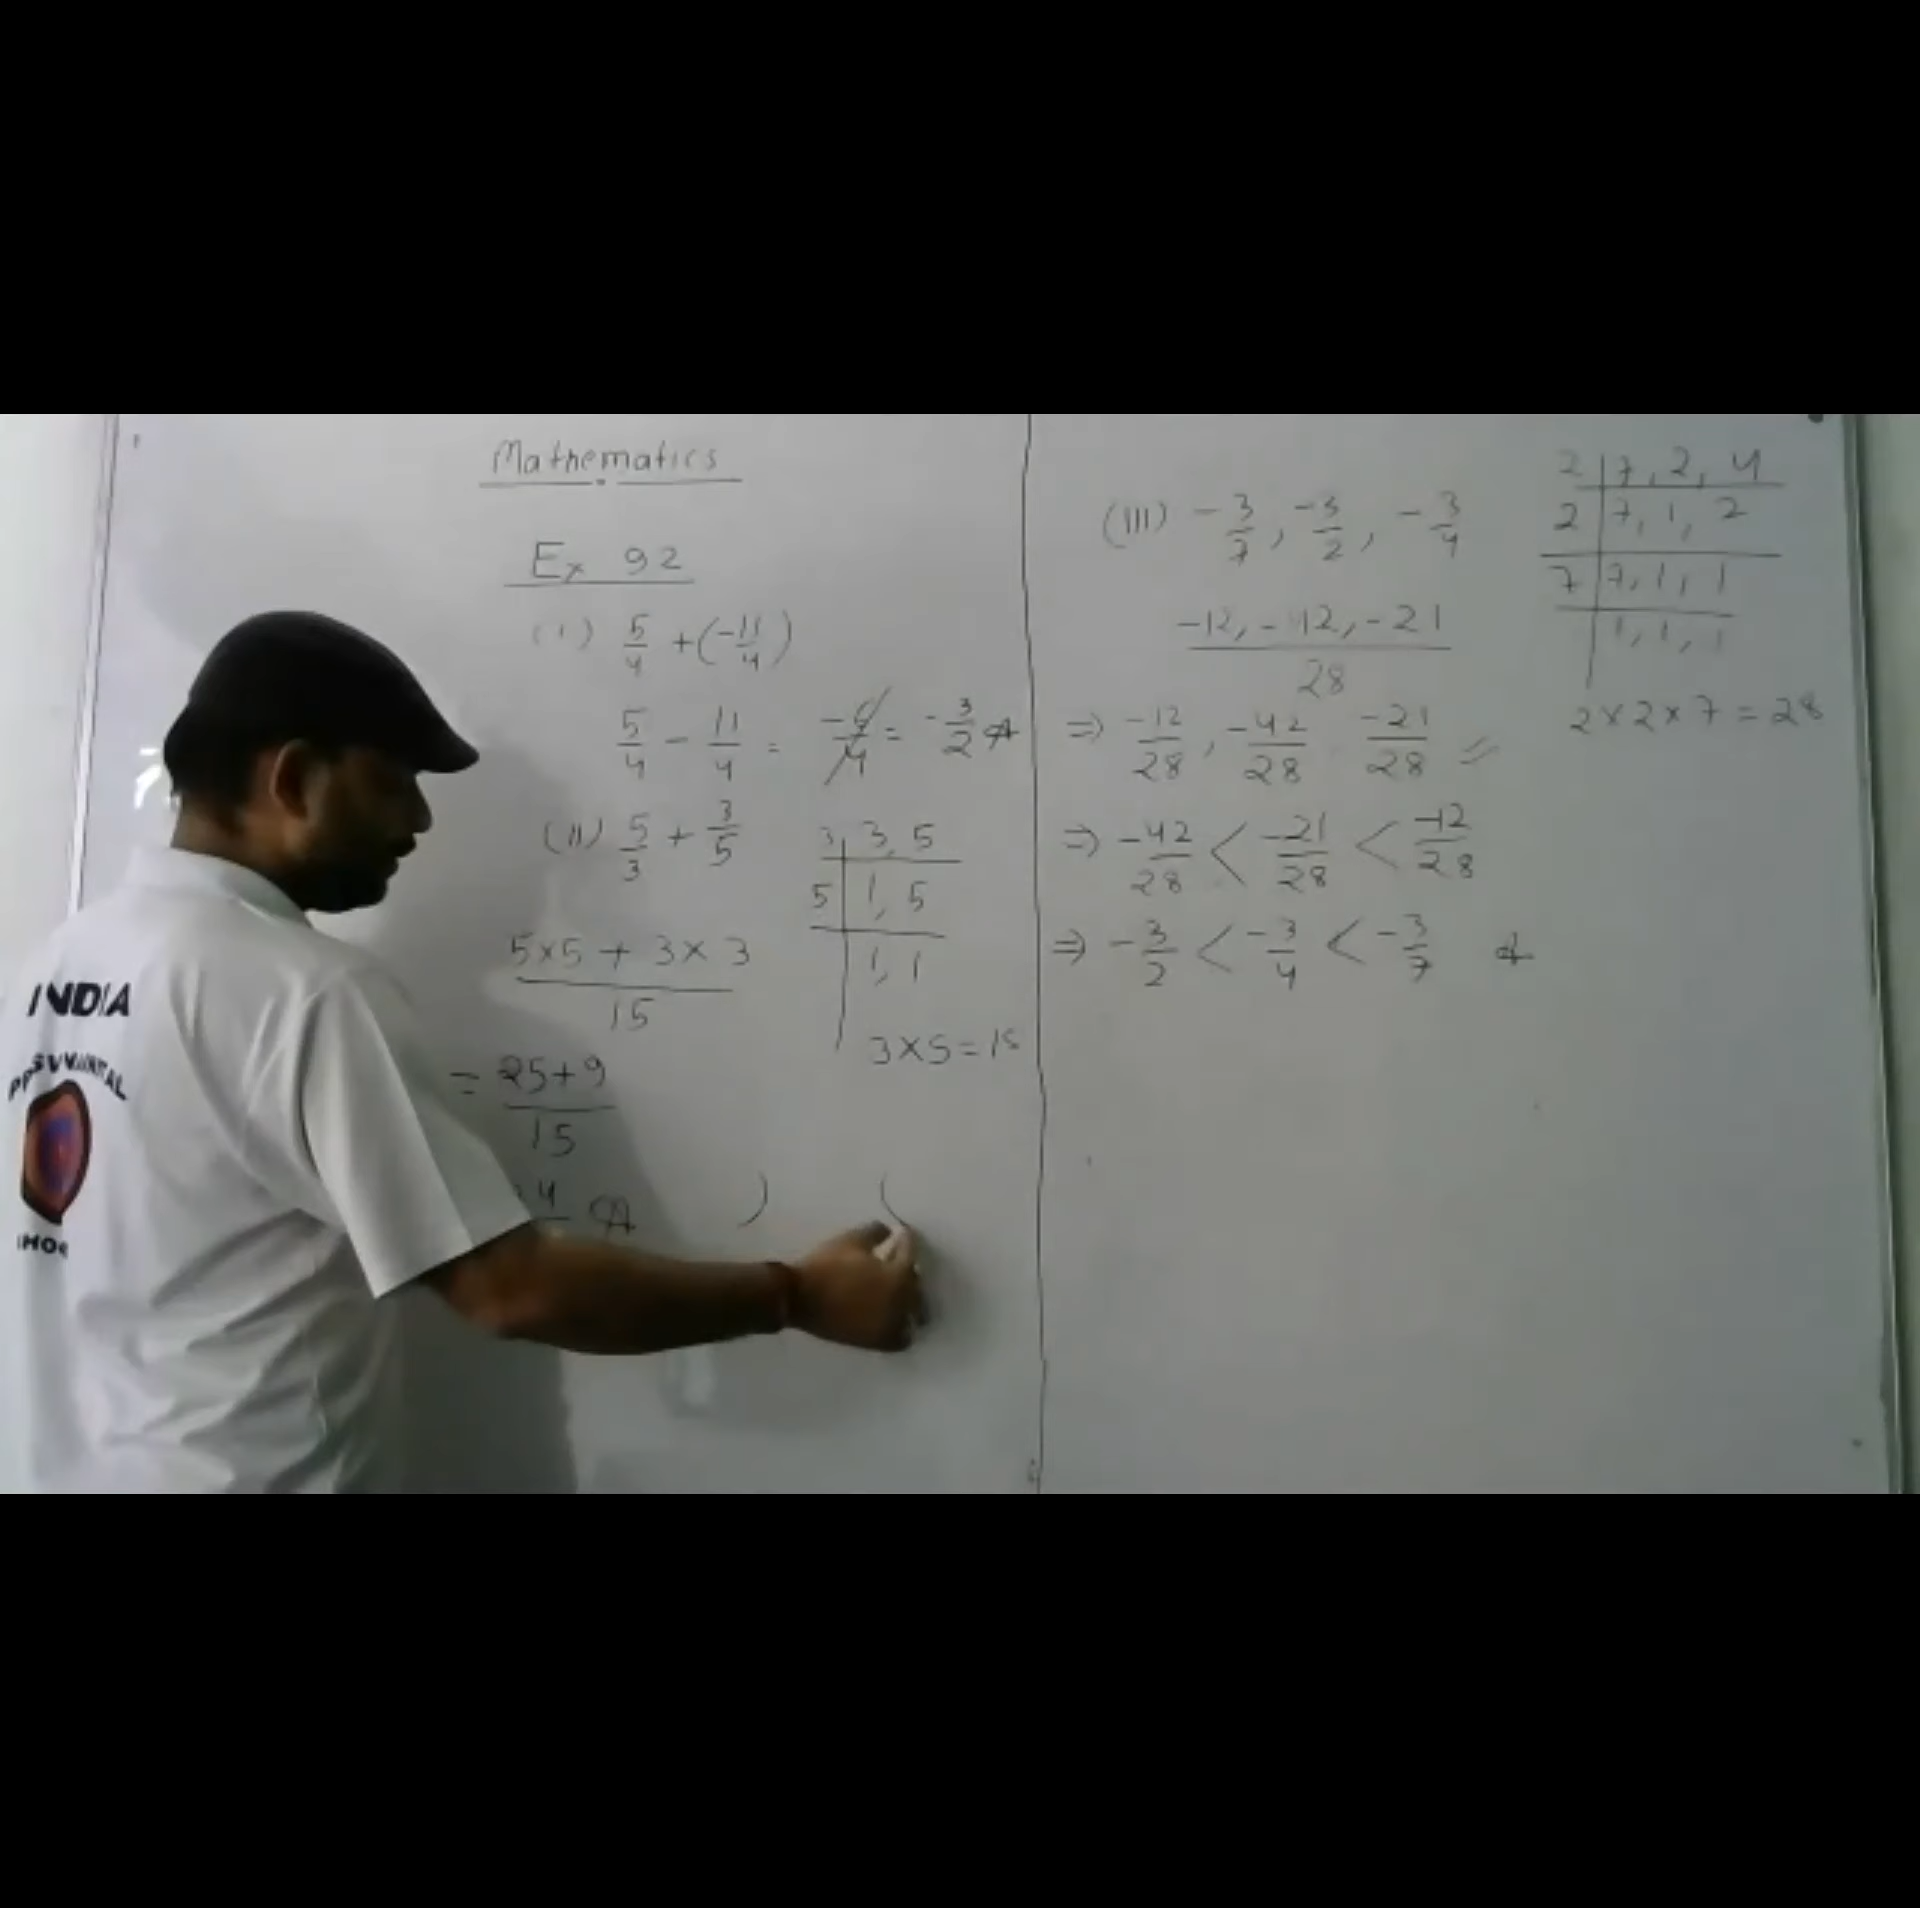 Mathematics
Ex 92
(i) 5/4 + (-11/4)
5/4 - 11/4 = -6/4 = -3/2 A
(ii) 5/3 + 3/5
3 | 3, 5
5 | 1, 5
1, 1
3 × 5 = 15
5×5 + 3×3 / 15
= 25+9 / 15
4
A
) (
(iii) -3/7, -3/2, -3/4
-12, -42, -21 / 28
⇒ -12/28, -42/28 -21/28
⇒ -42/28 < -21/28 < -12/28
⇒ -3/2 < -3/4 < -3/7
2 | 7, 2, 4
2 | 7, 1, 2
7 | 7, 1, 1
1, 1, 1
2 × 2 × 7 = 28
INDIA